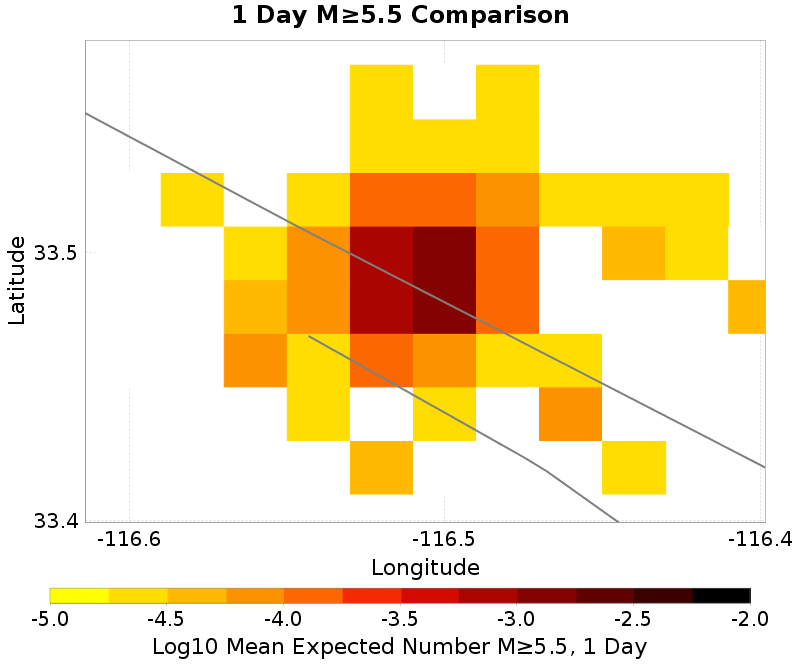 1 Day M≥5.5 Comparison
Latitude
33.5
33.4
-116.6 -116.5 -116.4
Longitude
-5.0 -4.5 -4.0 -3.5 -3.0 -2.5 -2.0
Log10 Mean Expected Number M≥5.5, 1 Day